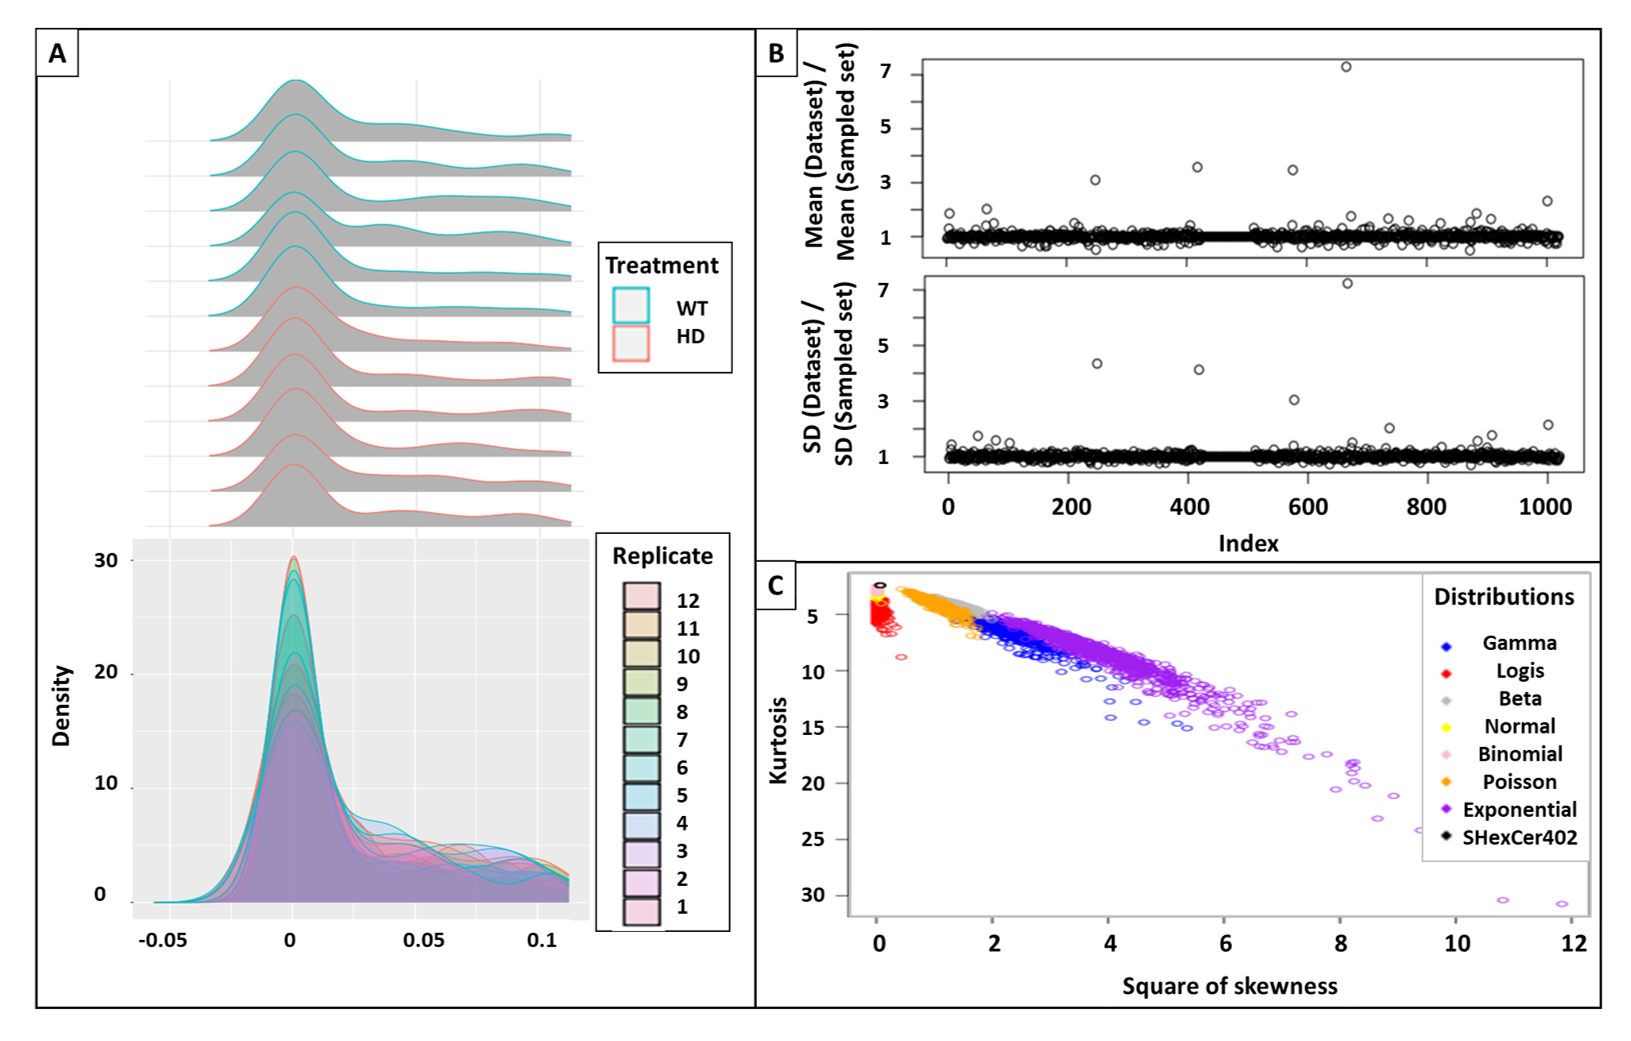 A
Treatment
WT
HD
Replicate
12
11
10
9
8
7
6
5
4
3
2
1
Density
30
20
10
0
-0.05
0
0.05
0.1
B
Mean (Dataset) /
Mean (Sampled set)
7
5
3
1
SD (Dataset) /
SD (Sampled set)
7
5
3
1
0
200
400
600
800
1000
Index
C
Kurtosis
5
10
15
20
25
30
Distributions
Gamma
Logis
Beta
Normal
Binomial
Poisson
Exponential
SHexCer402
0
2
4
6
8
10
12
Square of skewness